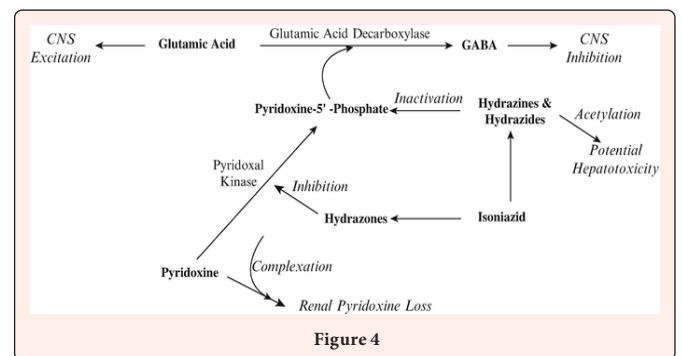 CNS
Excitation
Glutamic Acid
Glutamic Acid Decarboxylase
GABA
CNS
Inhibition
Pyridoxine-5' -Phosphate
Inactivation
Hydrazines &
Hydrazides
Acetylation
Potential
Hepatotoxicity
Pyridoxal
Kinase
Inhibition
Hydrazones
Isoniazid
Pyridoxine
Complexation
Renal Pyridoxine Loss
Figure 4